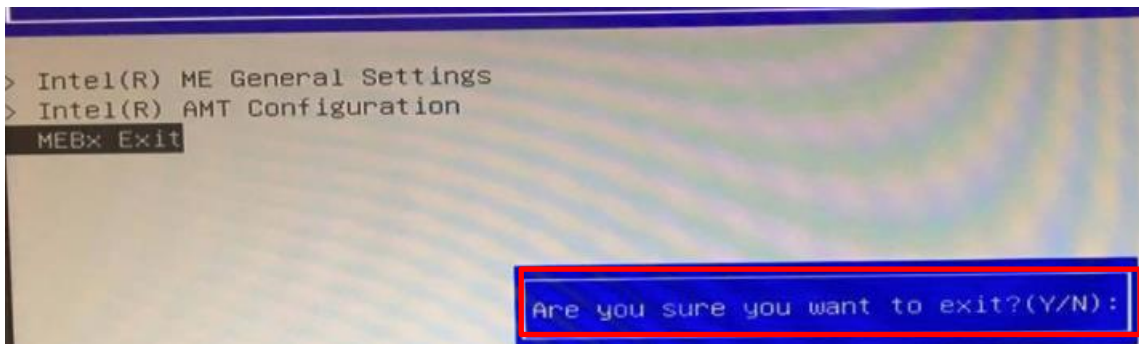 > Intel(R) ME General Settings
> Intel(R) AMT Configuration
MEBx Exit
Are you sure you want to exit?(Y/N):